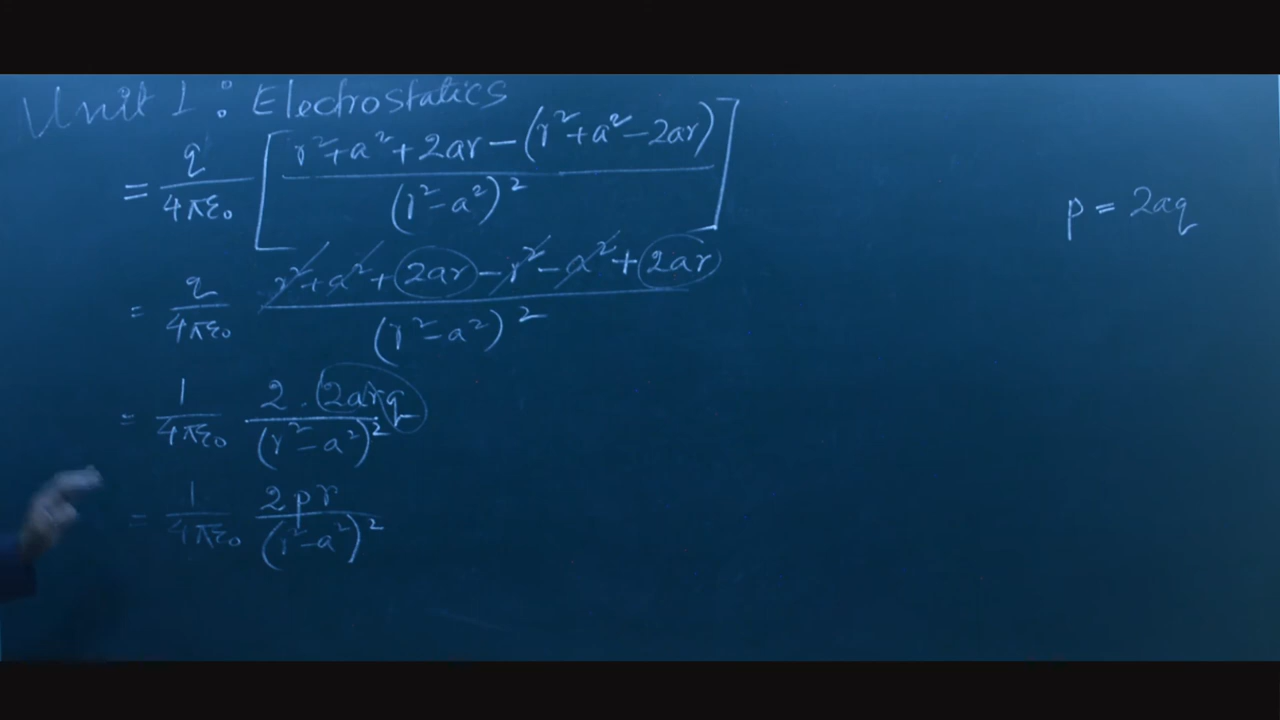 Unit 1 : Electrostatics
= q/4πε₀ [ r²+a²+2ar−(r²+a²−2ar) / (r²−a²)² ]
p = 2aq
= q/4πε₀ r²+a²+2ar−r²−a²+2ar / (r²−a²)²
= 1/4πε₀ 2.2arq / (r²−a²)²
= 1/4πε₀ 2pr / (r²−a²)²